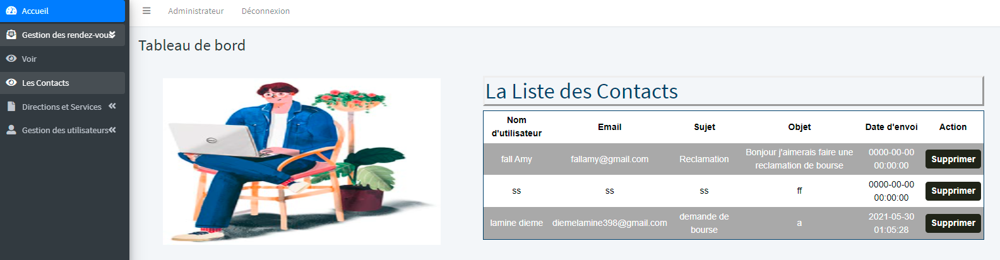 Accueil
Administrateur
Déconnexion
Gestion des rendez-vous
Voir
Les Contacts
Directions et Services
Gestion des utilisateurs
Tableau de bord
DELL
La Liste des Contacts
Nom d'utilisateur Email Sujet Objet Date d'envoi Action
fall Amy fallamy@gmail.com Reclamation Bonjour j'aimerais faire une reclamation de bourse 0000-00-00 00:00:00 Supprimer
ss ss ss ff 0000-00-00 00:00:00 Supprimer
lamine dieme diemelamine398@gmail.com demande de bourse a 2021-05-30 01:05:28 Supprimer